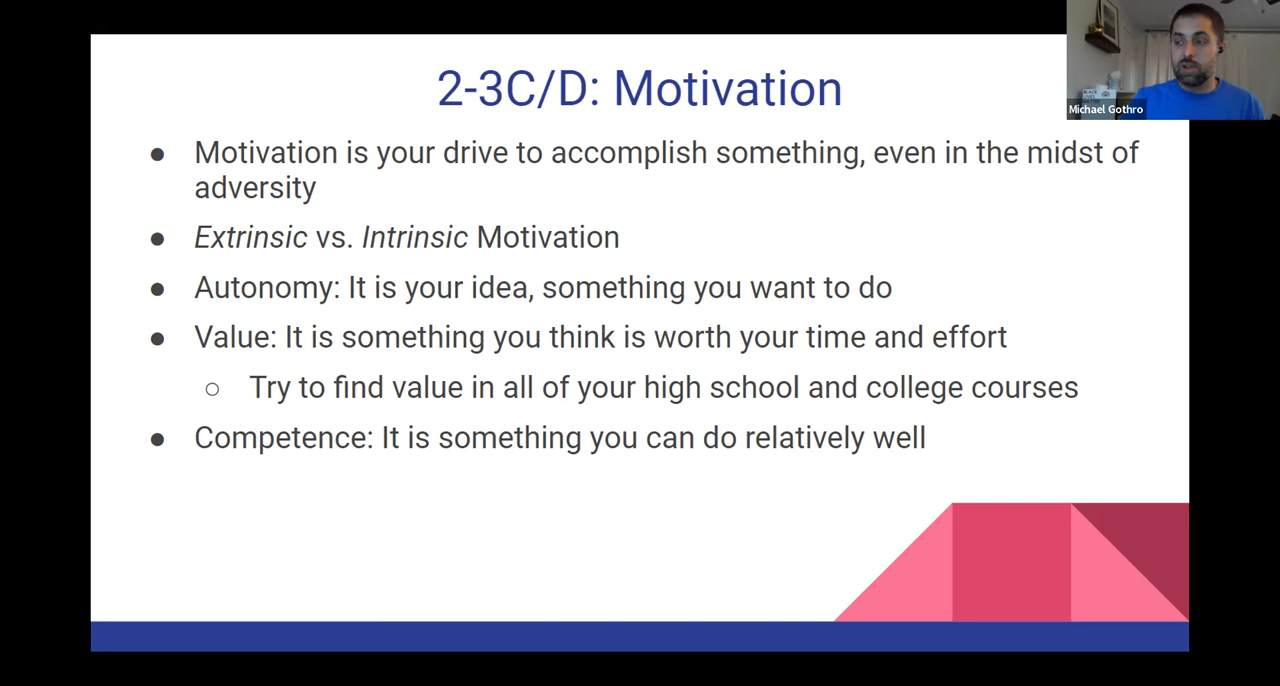 2-3C/D: Motivation
Michael Gothro
● Motivation is your drive to accomplish something, even in the midst of
adversity
● Extrinsic vs. Intrinsic Motivation
● Autonomy: It is your idea, something you want to do
● Value: It is something you think is worth your time and effort
○ Try to find value in all of your high school and college courses
● Competence: It is something you can do relatively well